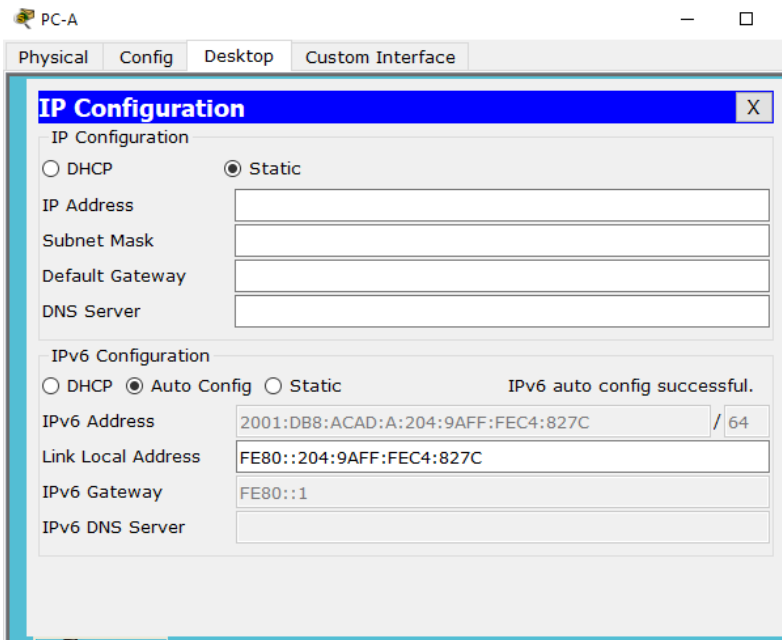 PC-A
Physical Config Desktop Custom Interface
IP Configuration X
IP Configuration
DHCP Static
IP Address
Subnet Mask
Default Gateway
DNS Server
IPv6 Configuration
DHCP Auto Config Static IPv6 auto config successful.
IPv6 Address 2001:DB8:ACAD:A:204:9AFF:FEC4:827C / 64
Link Local Address FE80::204:9AFF:FEC4:827C
IPv6 Gateway FE80::1
IPv6 DNS Server